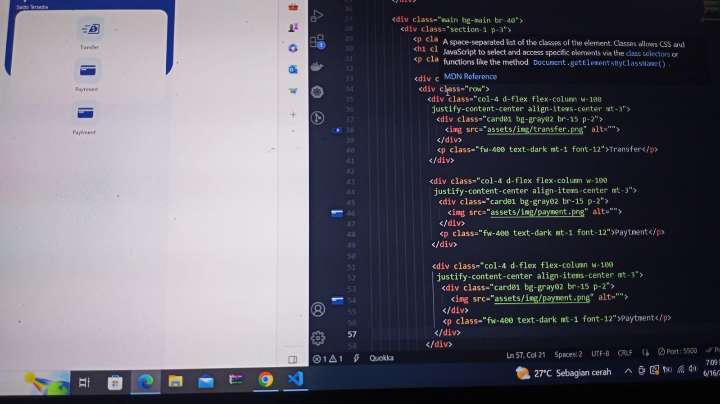 Saldo Tersedia
Transfer
Paytment
Paytment
</div>
<div class="main bg-main br-40">
<div class="section-1 p-3">
<p c
<h1 c
<p c
A space-separated list of the classes of the element. Classes allows CSS and
JavaScript to select and access specific elements via the class selectors or
functions like the method Document.getElementsByClassName().
MDN Reference
<div c
<div class="row">
<div class="col-4 d-flex flex-column w-100
justify-content-center align-items-center mt-3">
<div class="card01 bg-gray02 br-15 p-2">
<img src="assets/img/transfer.png" alt="">
</div>
<p class="fw-400 text-dark mt-1 font-12">Transfer</p>
</div>
<div class="col-4 d-flex flex-column w-100
justify-content-center align-items-center mt-3">
<div class="card01 bg-gray02 br-15 p-2">
<img src="assets/img/payment.png" alt="">
</div>
<p class="fw-400 text-dark mt-1 font-12">Paytment</p>
</div>
<div class="col-4 d-flex flex-column w-100
justify-content-center align-items-center mt-3">
<div class="card01 bg-gray02 br-15 p-2">
<img src="assets/img/payment.png" alt="">
</div>
<p class="fw-400 text-dark mt-1 font-12">Paytment</p>
</div>
27
28
29
30
31
32
33
34
35
36
37
38
39
40
41
42
43
44
45
46
47
48
49
50
51
52
53
54
55
56
57
58
1 1 Quokka Ln 57, Col 21 Spaces: 2 UTF-8 CRLF Port : 5500
27°C Sebagian cerah
7:09
6/16/2